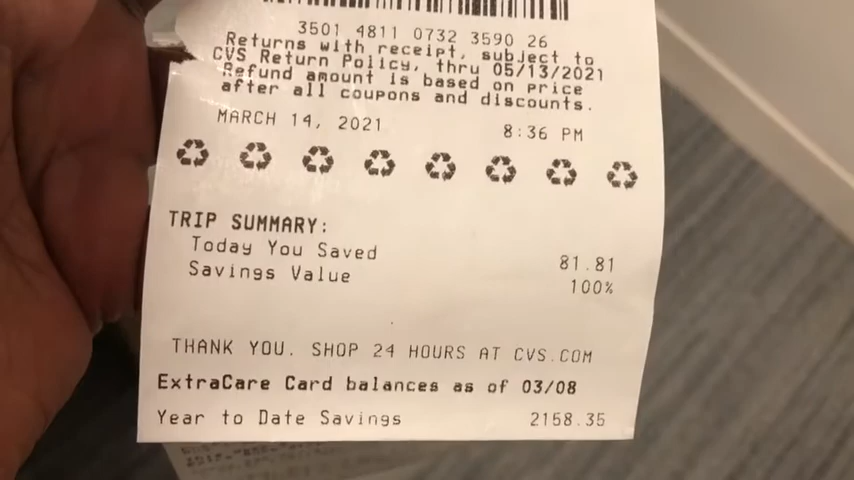 3501 4811 0732 3590 26
Returns with receipt, subject to
CVS Return Policy, thru 05/13/2021
Refund amount is based on price
after all coupons and discounts.
MARCH 14, 2021 8:36 PM
TRIP SUMMARY:
Today You Saved 81.81
Savings Value 100%
THANK YOU. SHOP 24 HOURS AT CVS.COM
ExtraCare Card balances as of 03/08
Year to Date Savings 2158.35